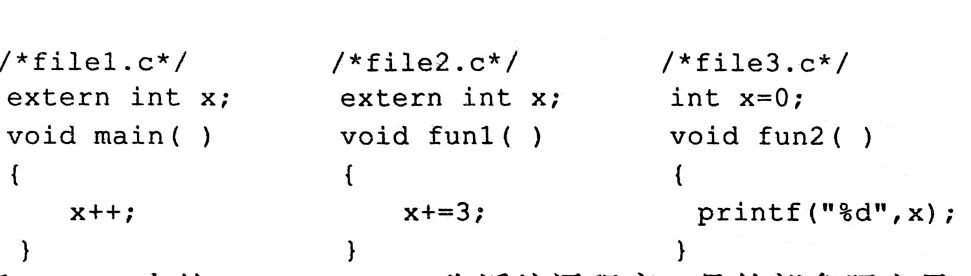 /*file1.c*/
extern int x;
void main( )
{
x++;
}
/*file2.c*/
extern int x;
void fun1( )
{
x+=3;
}
/*file3.c*/
int x=0;
void fun2( )
{
printf("%d",x);
}